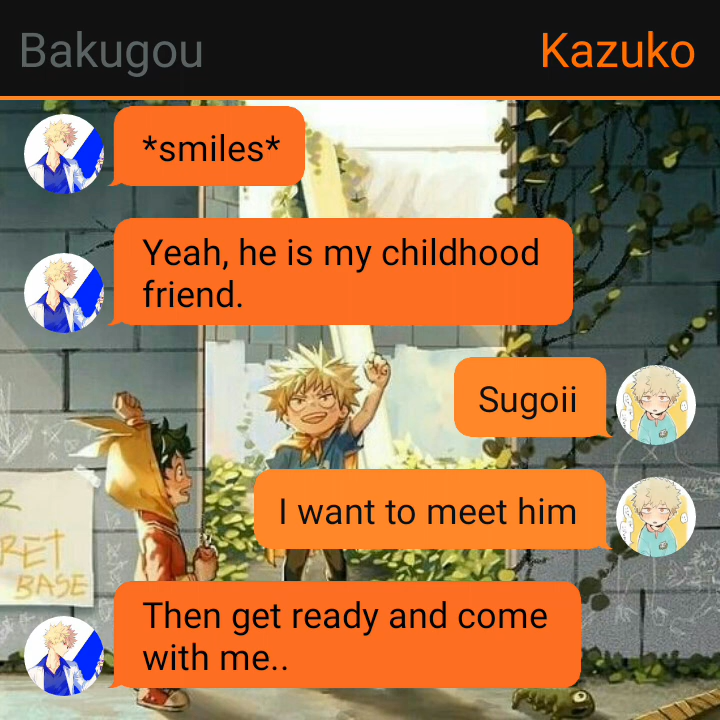 Bakugou
Kazuko
*smiles*
Yeah, he is my childhood
friend.
Sugoii
I want to meet him
Then get ready and come
with me..
RET
BASE